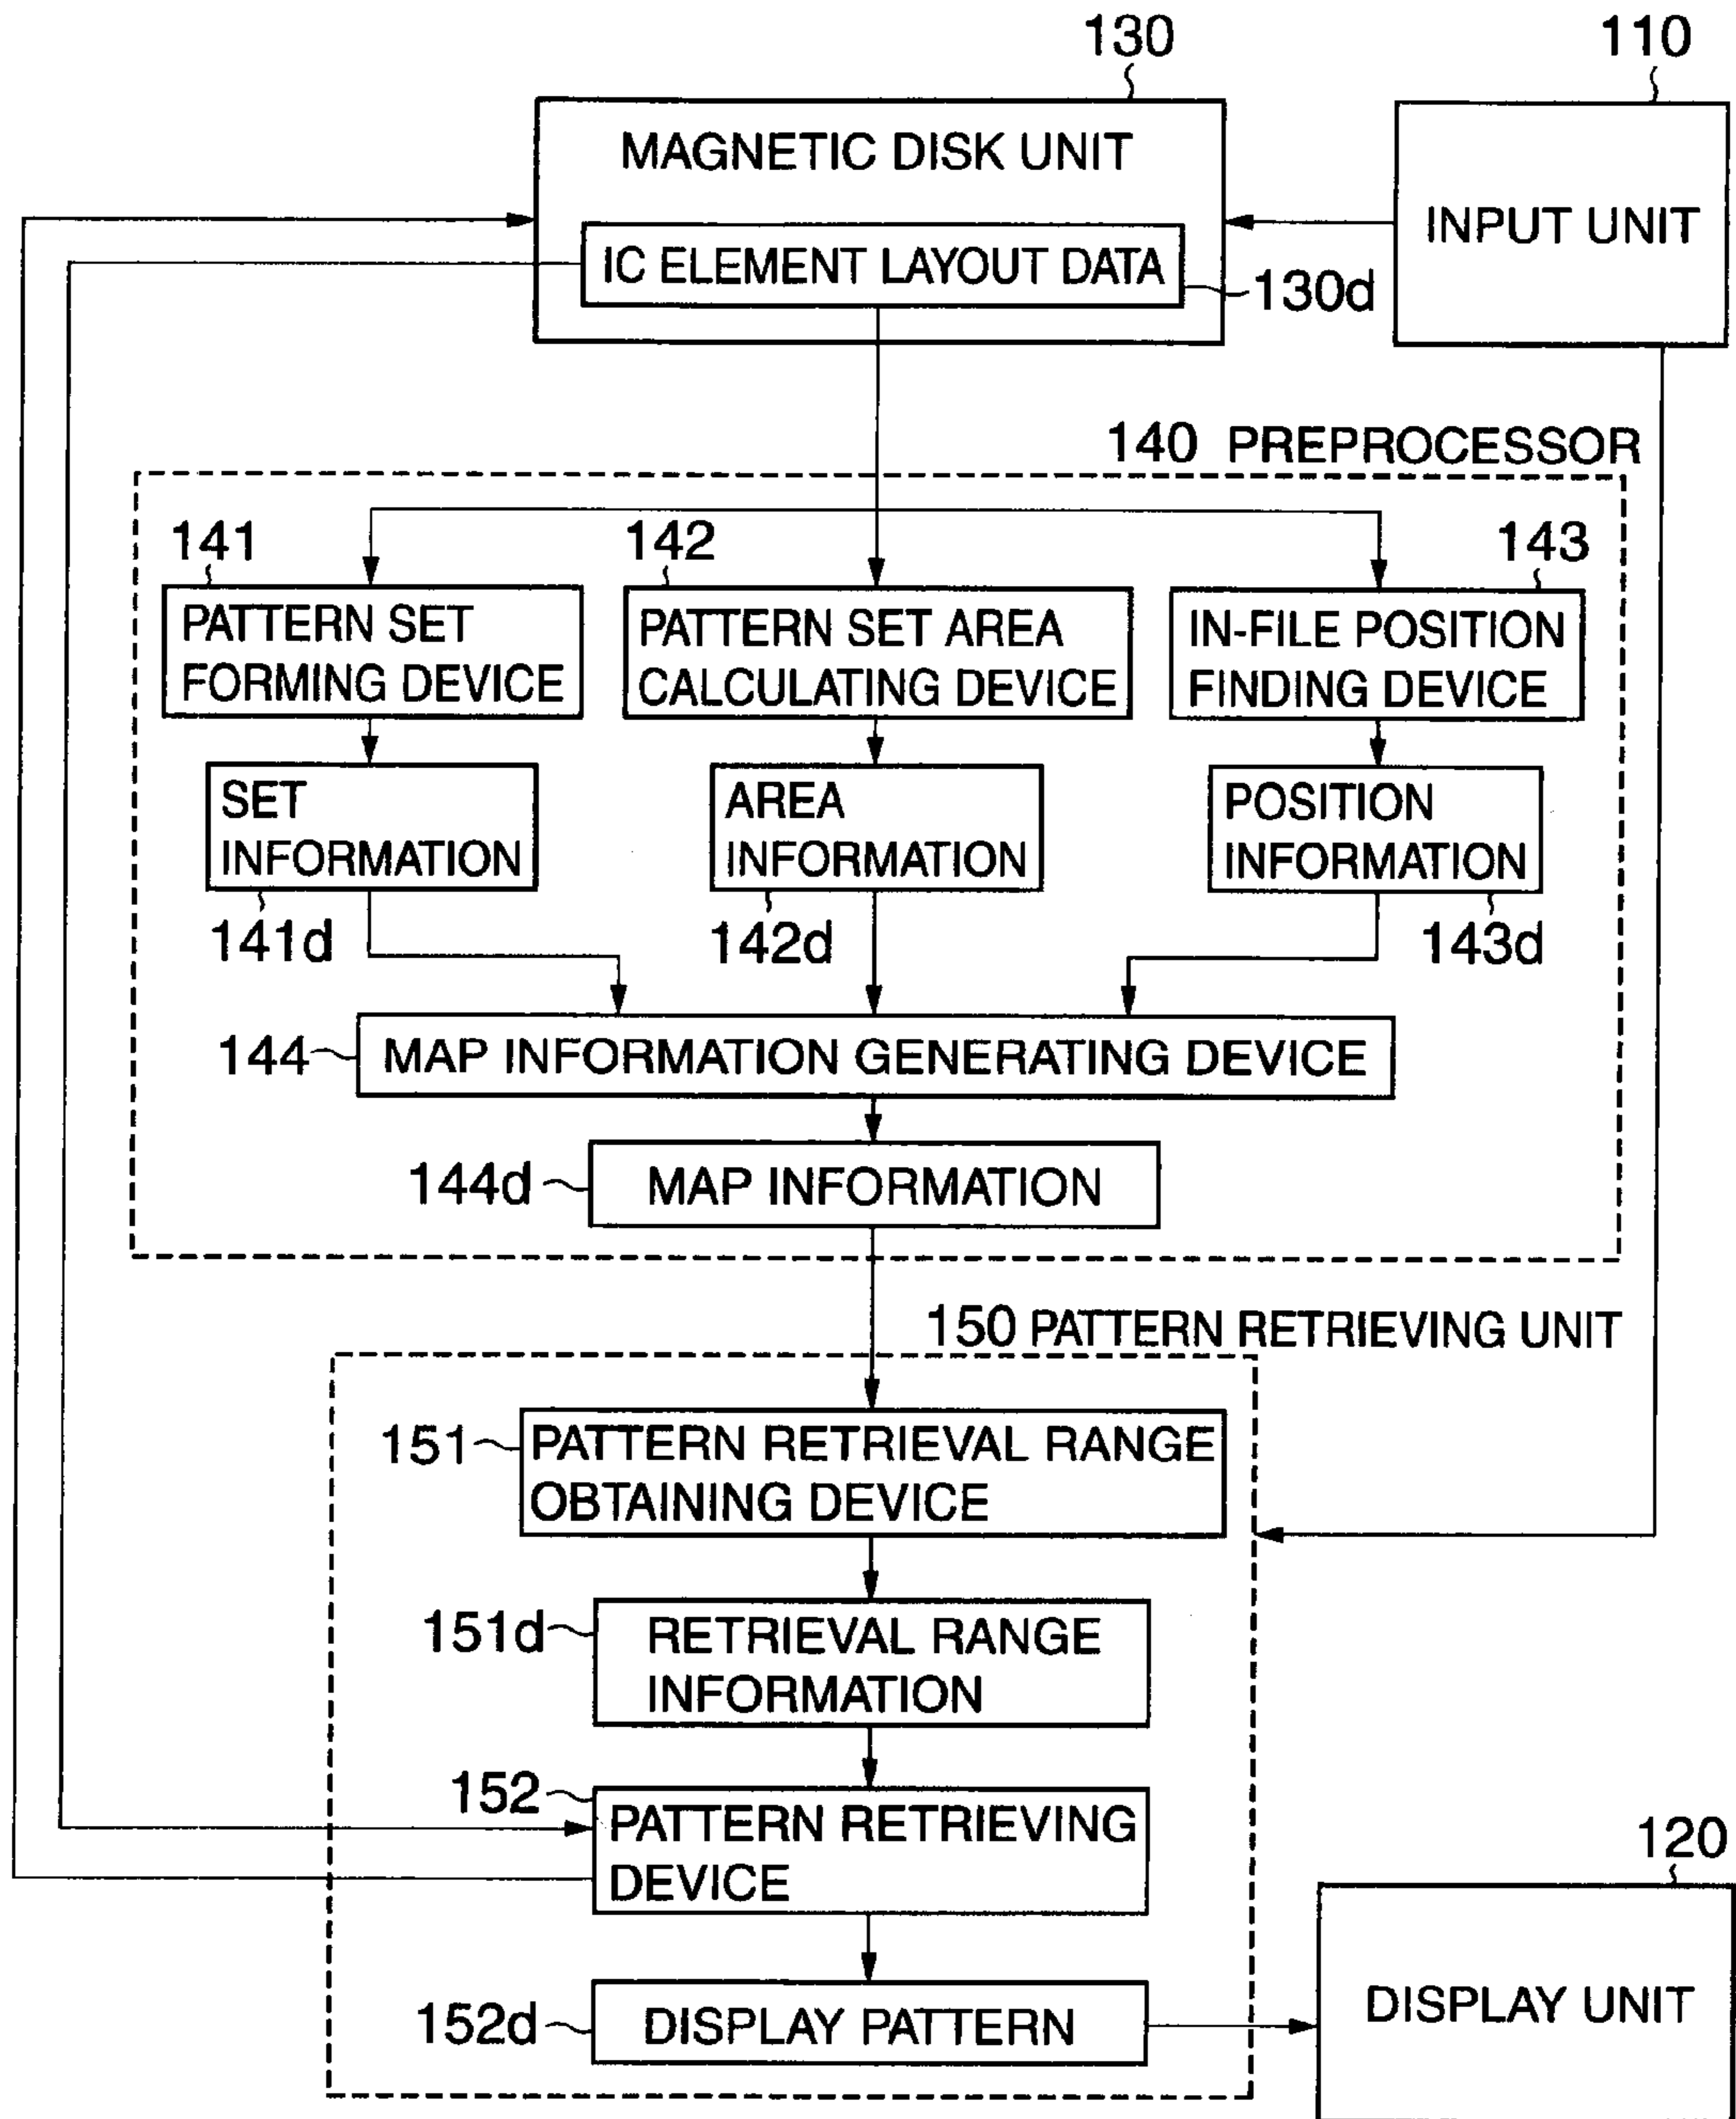 130
110
MAGNETIC DISK UNIT
INPUT UNIT
IC ELEMENT LAYOUT DATA
130d
140 PREPROCESSOR
141
142
143
PATTERN SET
FORMING DEVICE
PATTERN SET AREA
CALCULATING DEVICE
IN-FILE POSITION
FINDING DEVICE
SET
INFORMATION
AREA
INFORMATION
POSITION
INFORMATION
141d
142d
143d
144
MAP INFORMATION GENERATING DEVICE
144d
MAP INFORMATION
150 PATTERN RETRIEVING UNIT
151
PATTERN RETRIEVAL RANGE
OBTAINING DEVICE
151d
RETRIEVAL RANGE
INFORMATION
152
PATTERN RETRIEVING
DEVICE
120
152d
DISPLAY PATTERN
DISPLAY UNIT